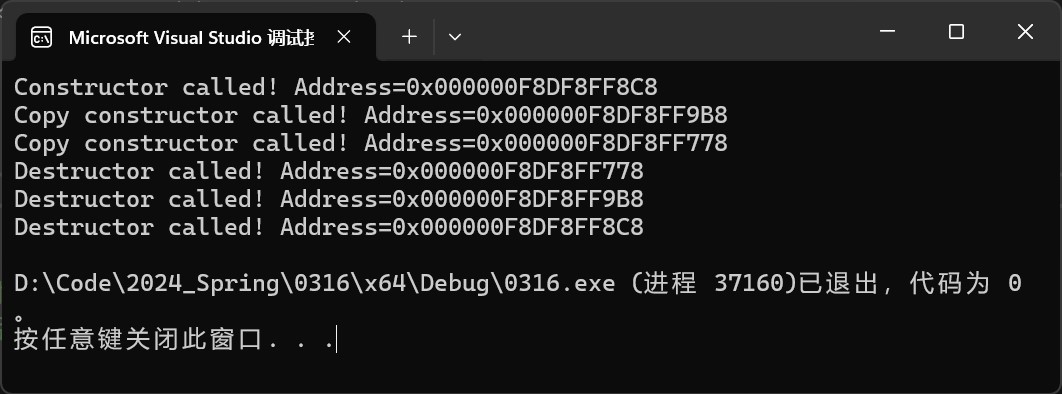 Microsoft Visual Studio 调试控
Constructor called! Address=0x000000F8DF8FF8C8
Copy constructor called! Address=0x000000F8DF8FF9B8
Copy constructor called! Address=0x000000F8DF8FF778
Destructor called! Address=0x000000F8DF8FF778
Destructor called! Address=0x000000F8DF8FF9B8
Destructor called! Address=0x000000F8DF8FF8C8
D:\Code\2024_Spring\0316\x64\Debug\0316.exe (进程 37160)已退出，代码为 0
。
按任意键关闭此窗口. . .